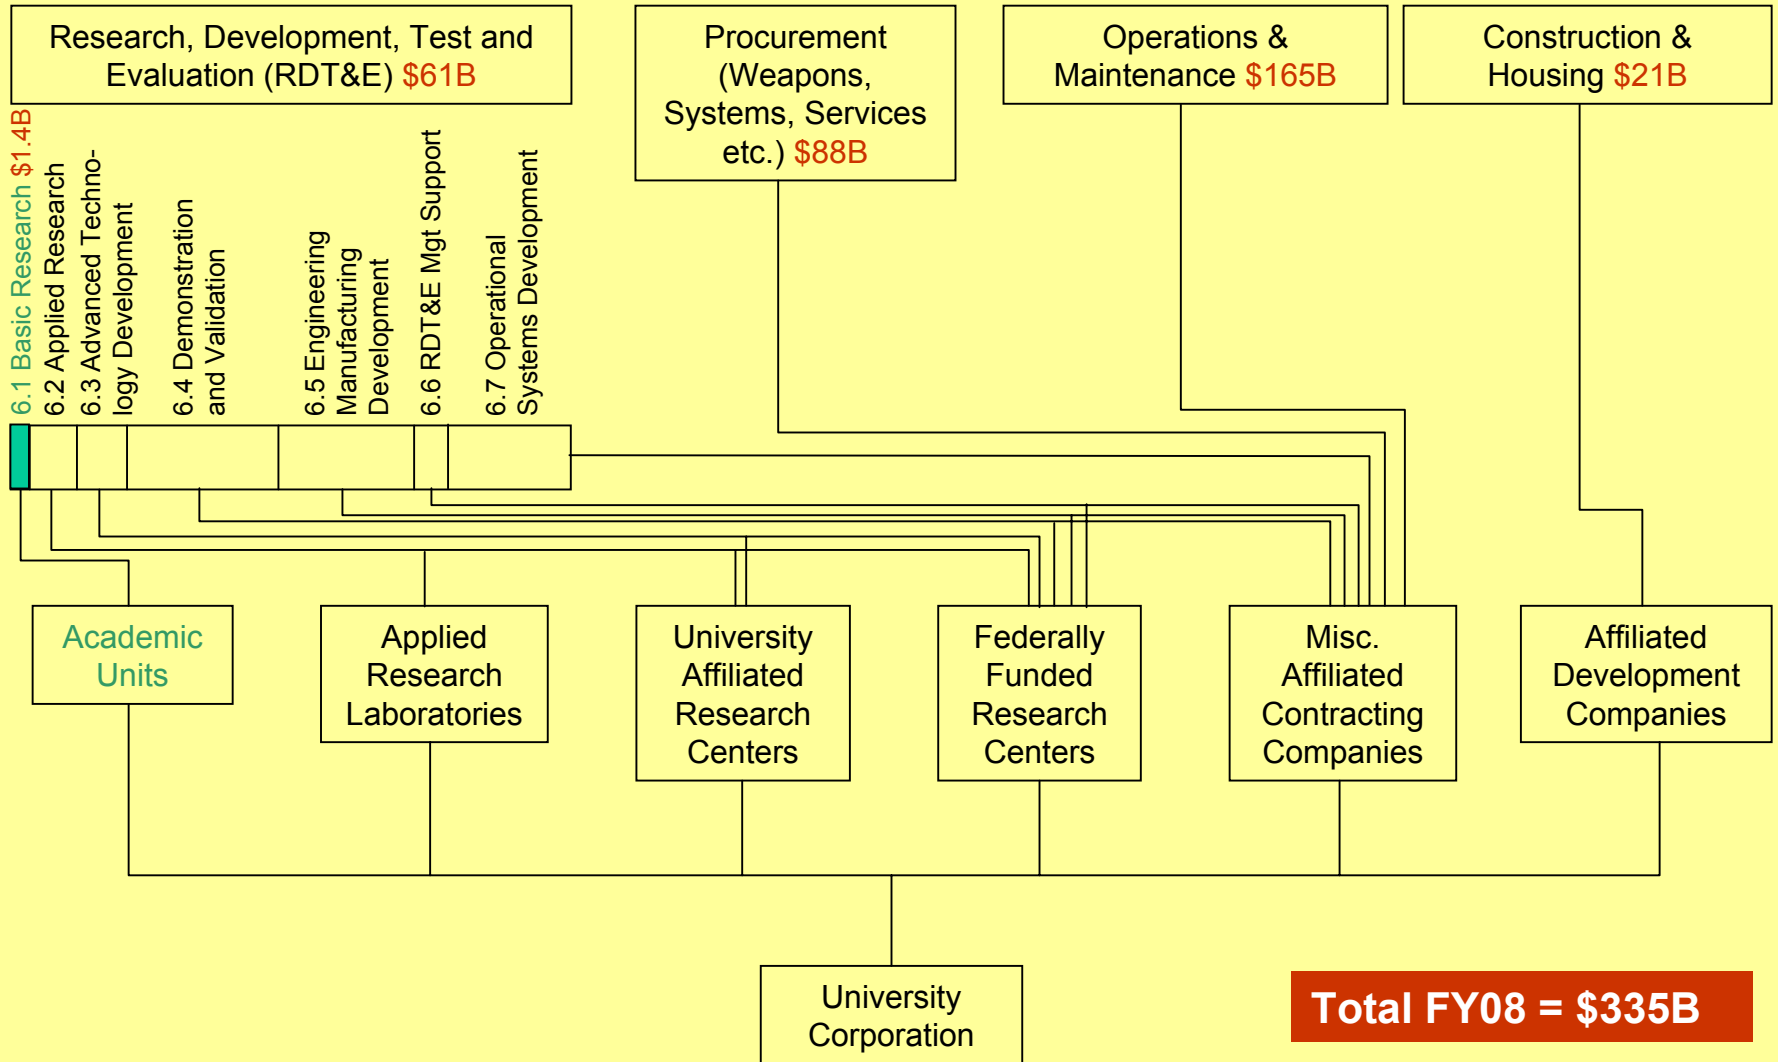 Research, Development, Test and
Evaluation (RDT&E) $61B
Procurement
(Weapons,
Systems, Services
etc.) $88B
Operations &
Maintenance $165B
Construction &
Housing $21B
6.1 Basic Research $1.4B
6.2 Applied Research
6.3 Advanced Techno-
logy Development
6.4 Demonstration
and Validation
6.5 Engineering
Manufacturing
Development
6.6 RDT&E Mgt Support
6.7 Operational
Systems Development
Academic
Units
Applied
Research
Laboratories
University
Affiliated
Research
Centers
Federally
Funded
Research
Centers
Misc.
Affiliated
Contracting
Companies
Affiliated
Development
Companies
University
Corporation
Total FY08 = $335B